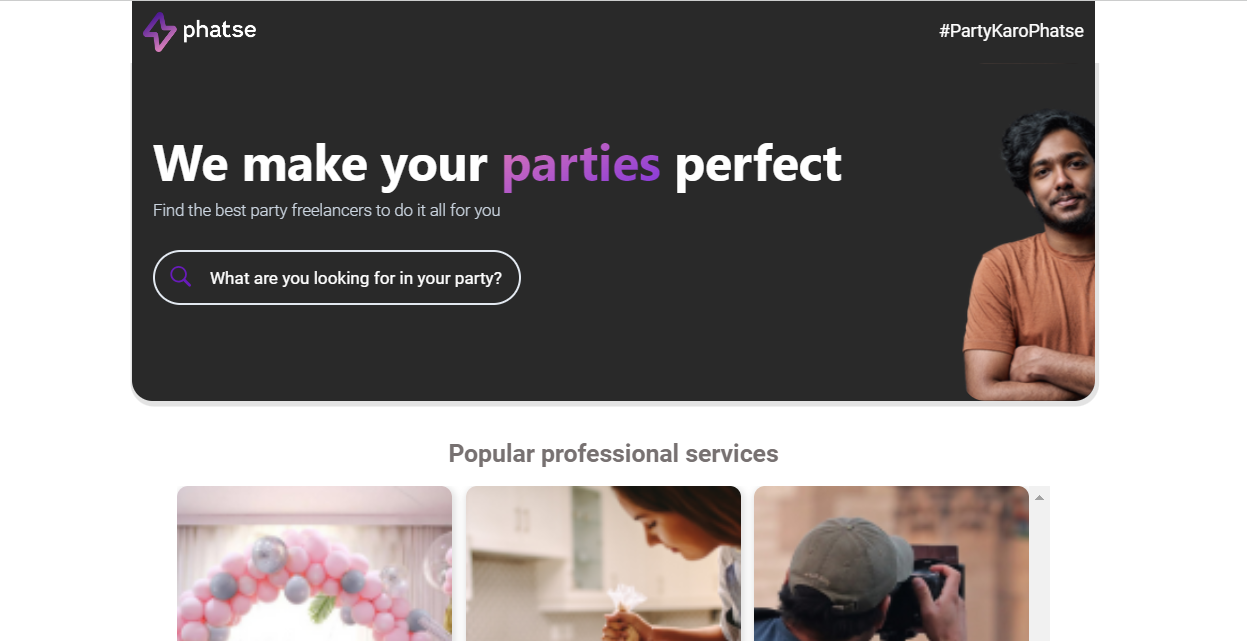 phatse
#PartyKaroPhatse
We make your parties perfect
Find the best party freelancers to do it all for you
What are you looking for in your party?
Popular professional services